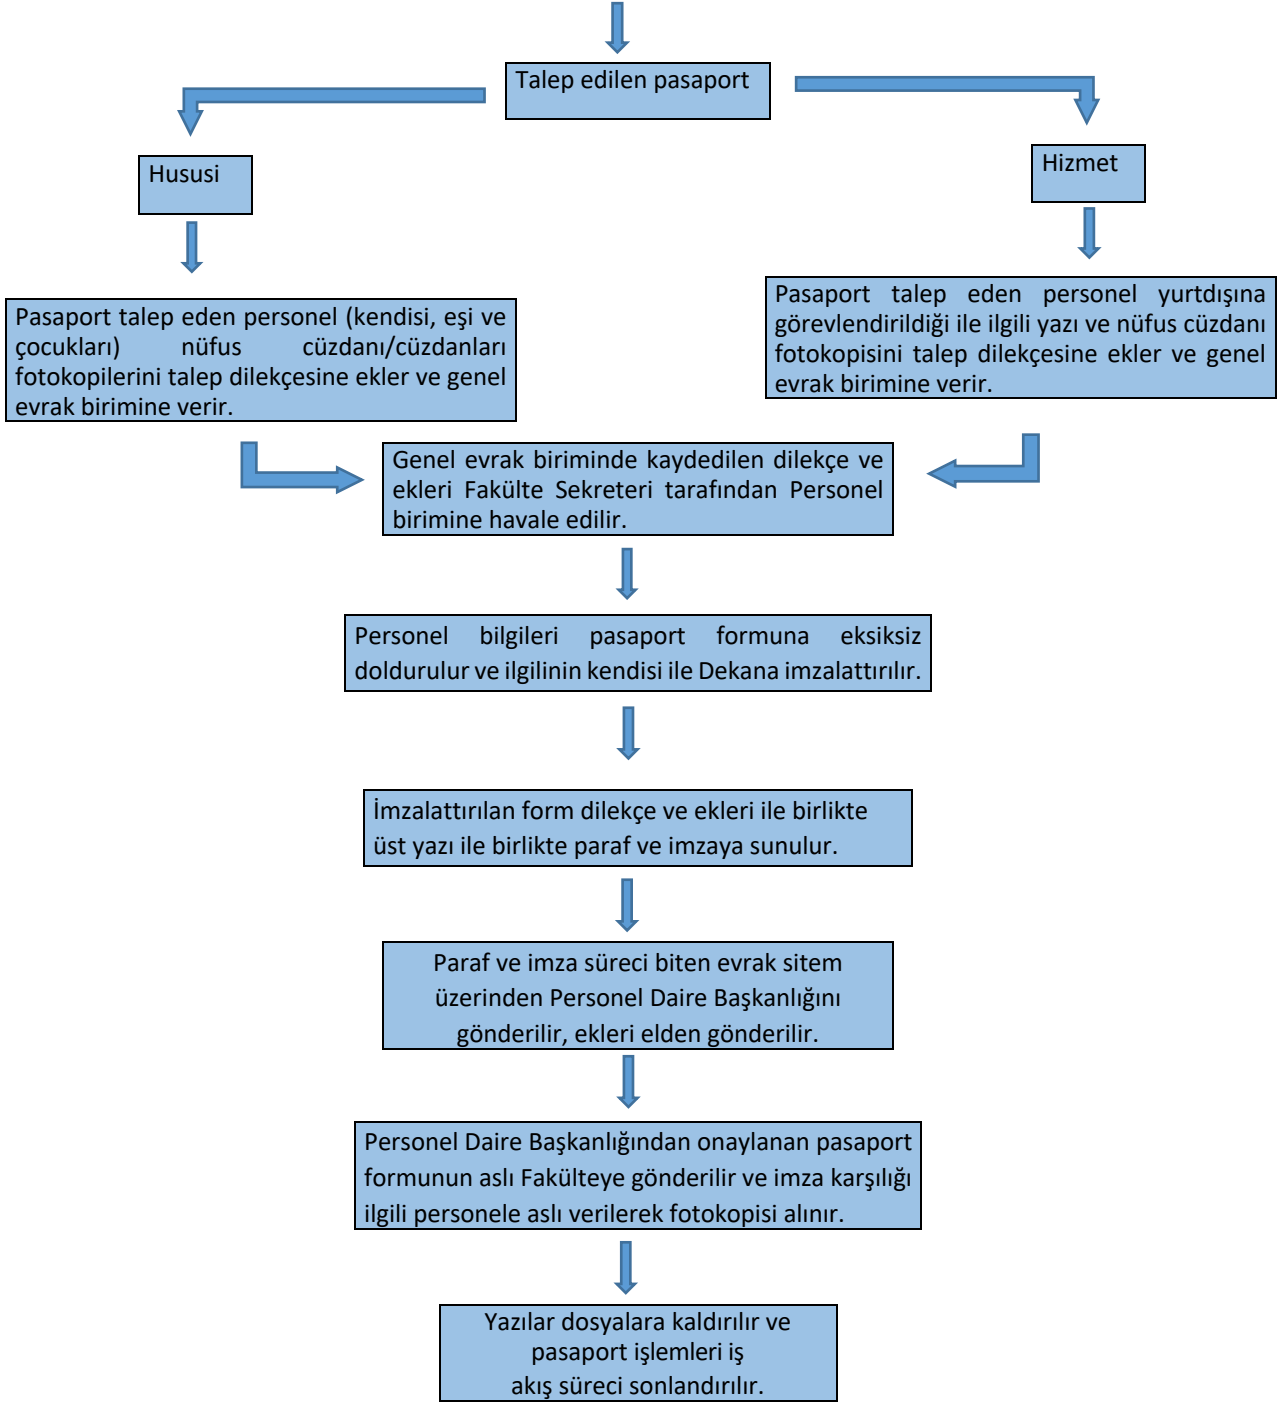 Talep edilen pasaport
Hususi
Hizmet
Pasaport talep eden personel (kendisi, eşi ve
çocukları) nüfus cüzdanı/cüzdanları
fotokopilerini talep dilekçesine ekler ve genel
evrak birimine verir.
Pasaport talep eden personel yurtdışına
görevlendirildiği ile ilgili yazı ve nüfus cüzdanı
fotokopisini talep dilekçesine ekler ve genel
evrak birimine verir.
Genel evrak biriminde kaydedilen dilekçe ve
ekleri Fakülte Sekreteri tarafından Personel
birimine havale edilir.
Personel bilgileri pasaport formuna eksiksiz
doldurulur ve ilgilinin kendisi ile Dekana imzalattırılır.
İmzalattırılan form dilekçe ve ekleri ile birlikte
üst yazı ile birlikte paraf ve imzaya sunulur.
Paraf ve imza süreci biten evrak sitem
üzerinden Personel Daire Başkanlığını
gönderilir, ekleri elden gönderilir.
Personel Daire Başkanlığından onaylanan pasaport
formunun aslı Fakülteye gönderilir ve imza karşılığı
ilgili personele aslı verilerek fotokopisi alınır.
Yazılar dosyalara kaldırılır ve
pasaport işlemleri iş
akış süreci sonlandırılır.